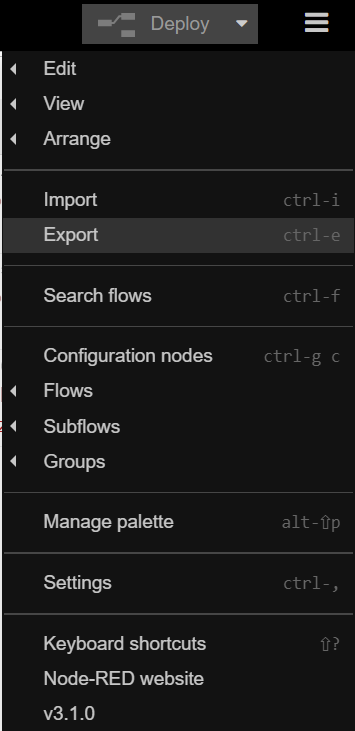 Deploy
Edit
View
Arrange
Import ctrl-i
Export ctrl-e
Search flows ctrl-f
Configuration nodes ctrl-g c
Flows
Subflows
Groups
Manage palette alt-⇧p
Settings ctrl-,
Keyboard shortcuts ⇧?
Node-RED website
v3.1.0